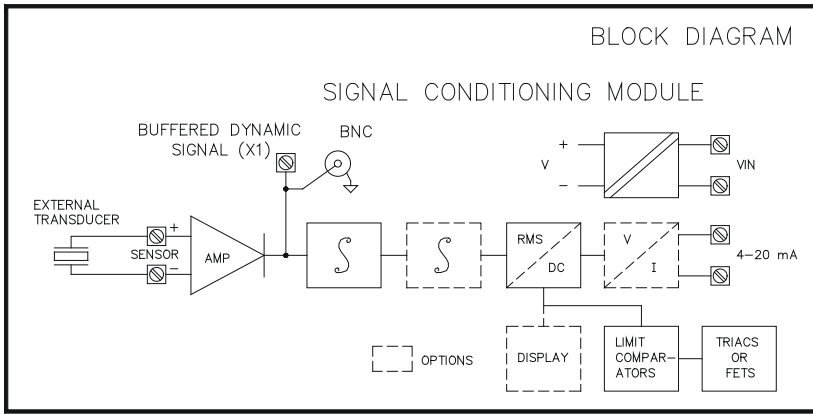 BLOCK DIAGRAM
SIGNAL CONDITIONING MODULE
BUFFERED DYNAMIC
SIGNAL (X1)
BNC
+
V
−
VIN
EXTERNAL
TRANSDUCER
+
SENSOR
−
AMP
∫
∫
RMS
DC
V
I
4−20 mA
OPTIONS
DISPLAY
LIMIT
COMPAR−
ATORS
TRIACS
OR
FETS